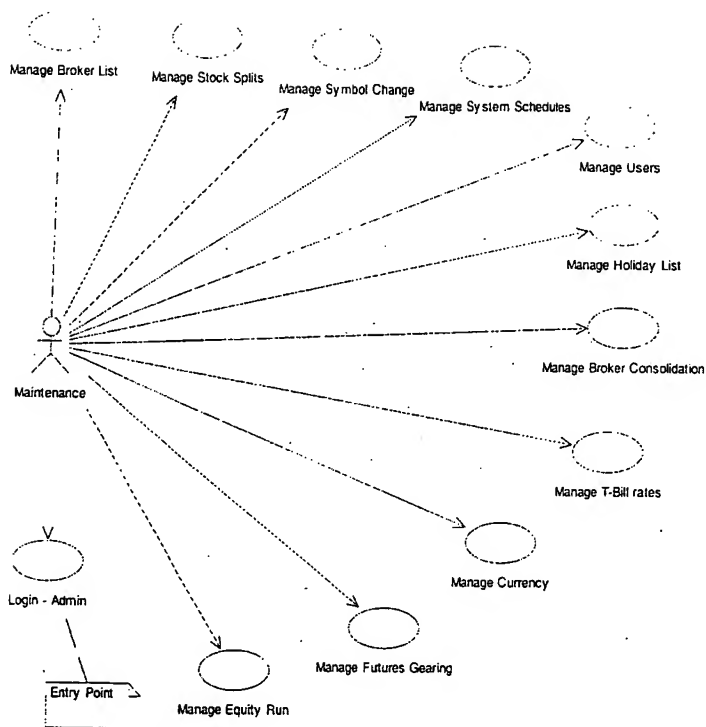 Manage Broker List
Manage Stock Splits
Manage Symbol Change
Manage System Schedules
Manage Users
Manage Holiday List
Manage Broker Consolidation
Maintenance
Manage T-Bill rates
Manage Currency
Login - Admin
Manage Futures Gearing
Entry Point
Manage Equity Run